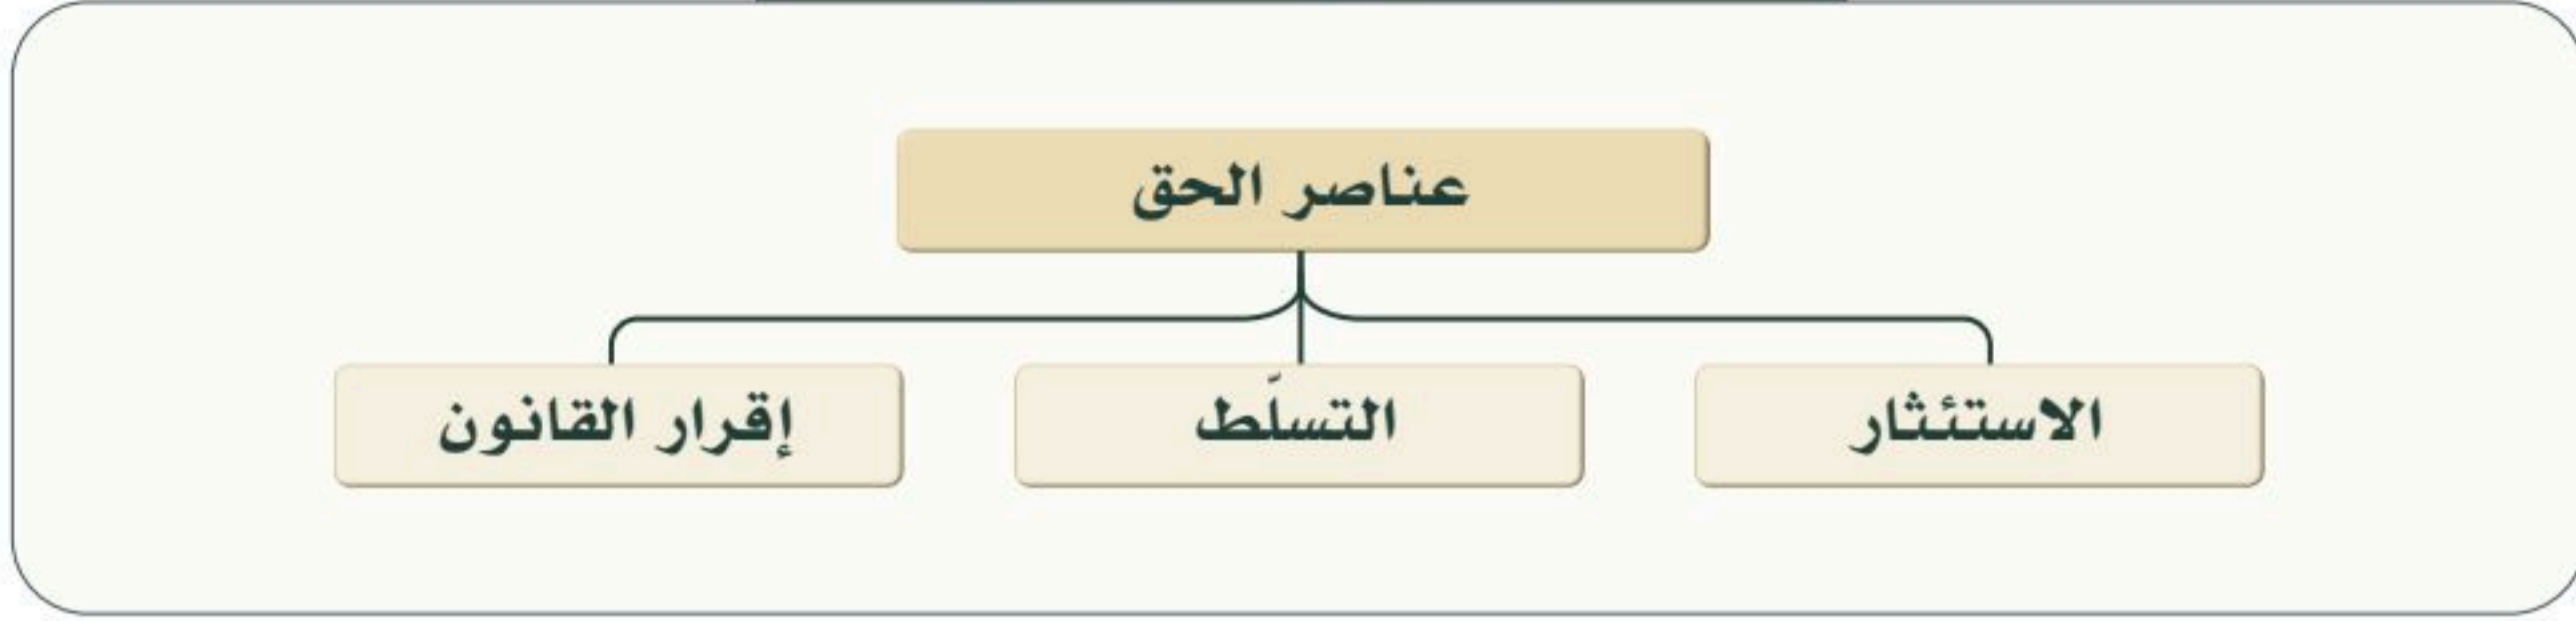 عناصر الحق
الاستئثار
التسلَّط
إقرار القانون